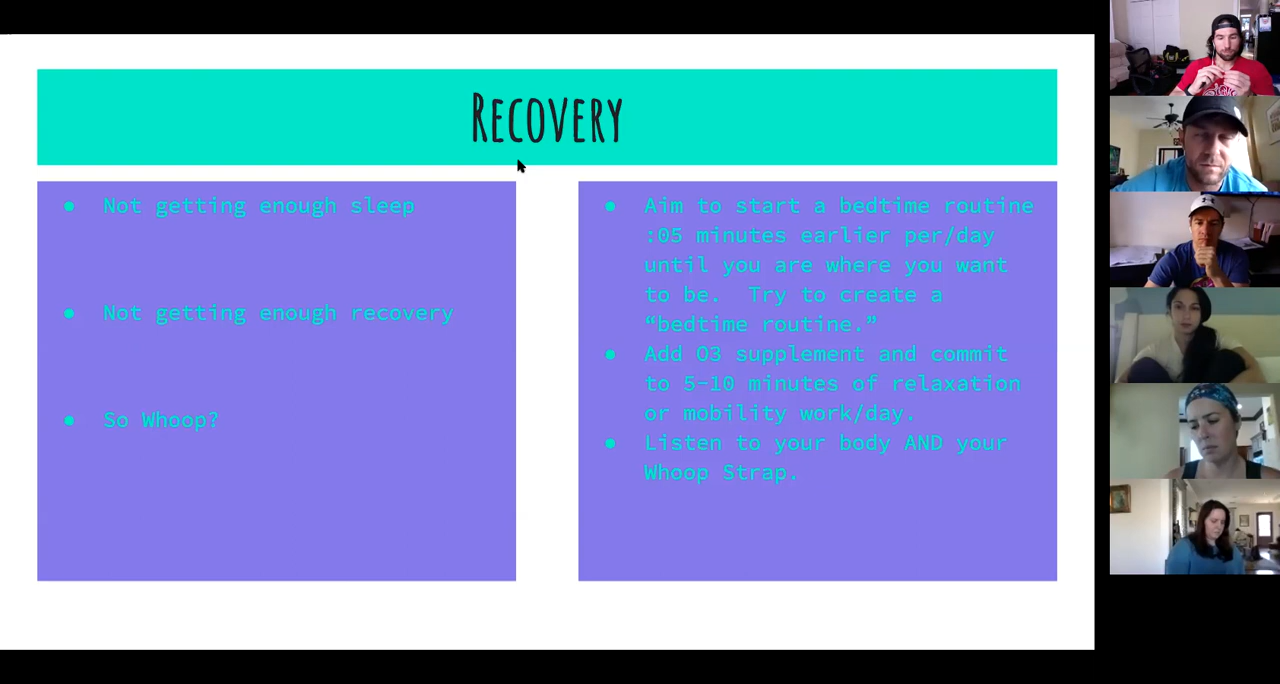 Recovery
● Not getting enough sleep
● Not getting enough recovery
● So Whoop?
● Aim to start a bedtime routine
:05 minutes earlier per/day
until you are where you want
to be.  Try to create a
“bedtime routine.”
● Add O3 supplement and commit
to 5-10 minutes of relaxation
or mobility work/day.
● Listen to your body AND your
Whoop Strap.